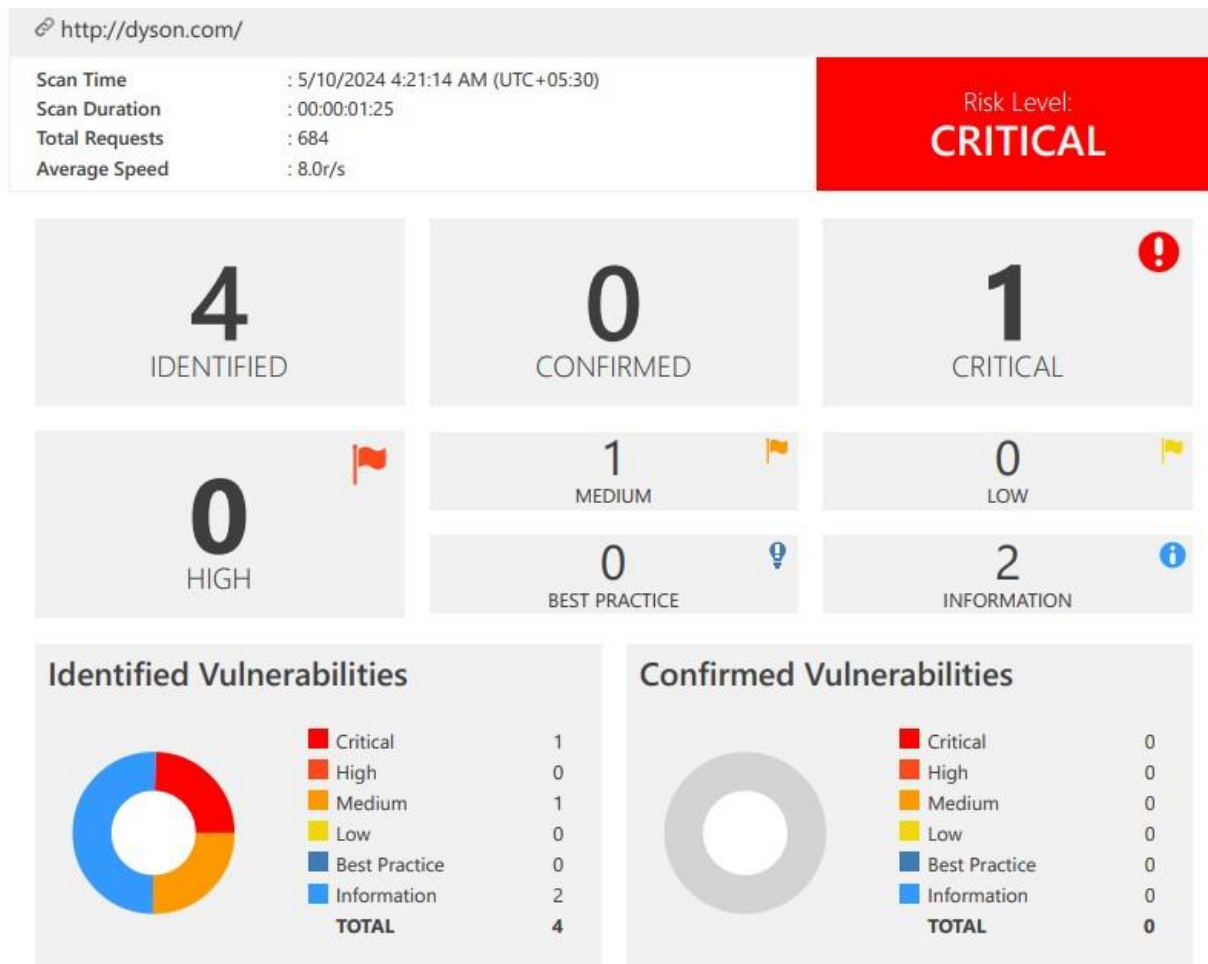 http://dyson.com/
Scan Time : 5/10/2024 4:21:14 AM (UTC+05:30)
Scan Duration : 00:00:01:25
Total Requests : 684
Average Speed : 8.0r/s
Risk Level:
CRITICAL
4
IDENTIFIED
0
CONFIRMED
1
CRITICAL
0
HIGH
1
MEDIUM
0
LOW
0
BEST PRACTICE
2
INFORMATION
Identified Vulnerabilities
Critical 1
High 0
Medium 1
Low 0
Best Practice 0
Information 2
TOTAL 4
Confirmed Vulnerabilities
Critical 0
High 0
Medium 0
Low 0
Best Practice 0
Information 0
TOTAL 0